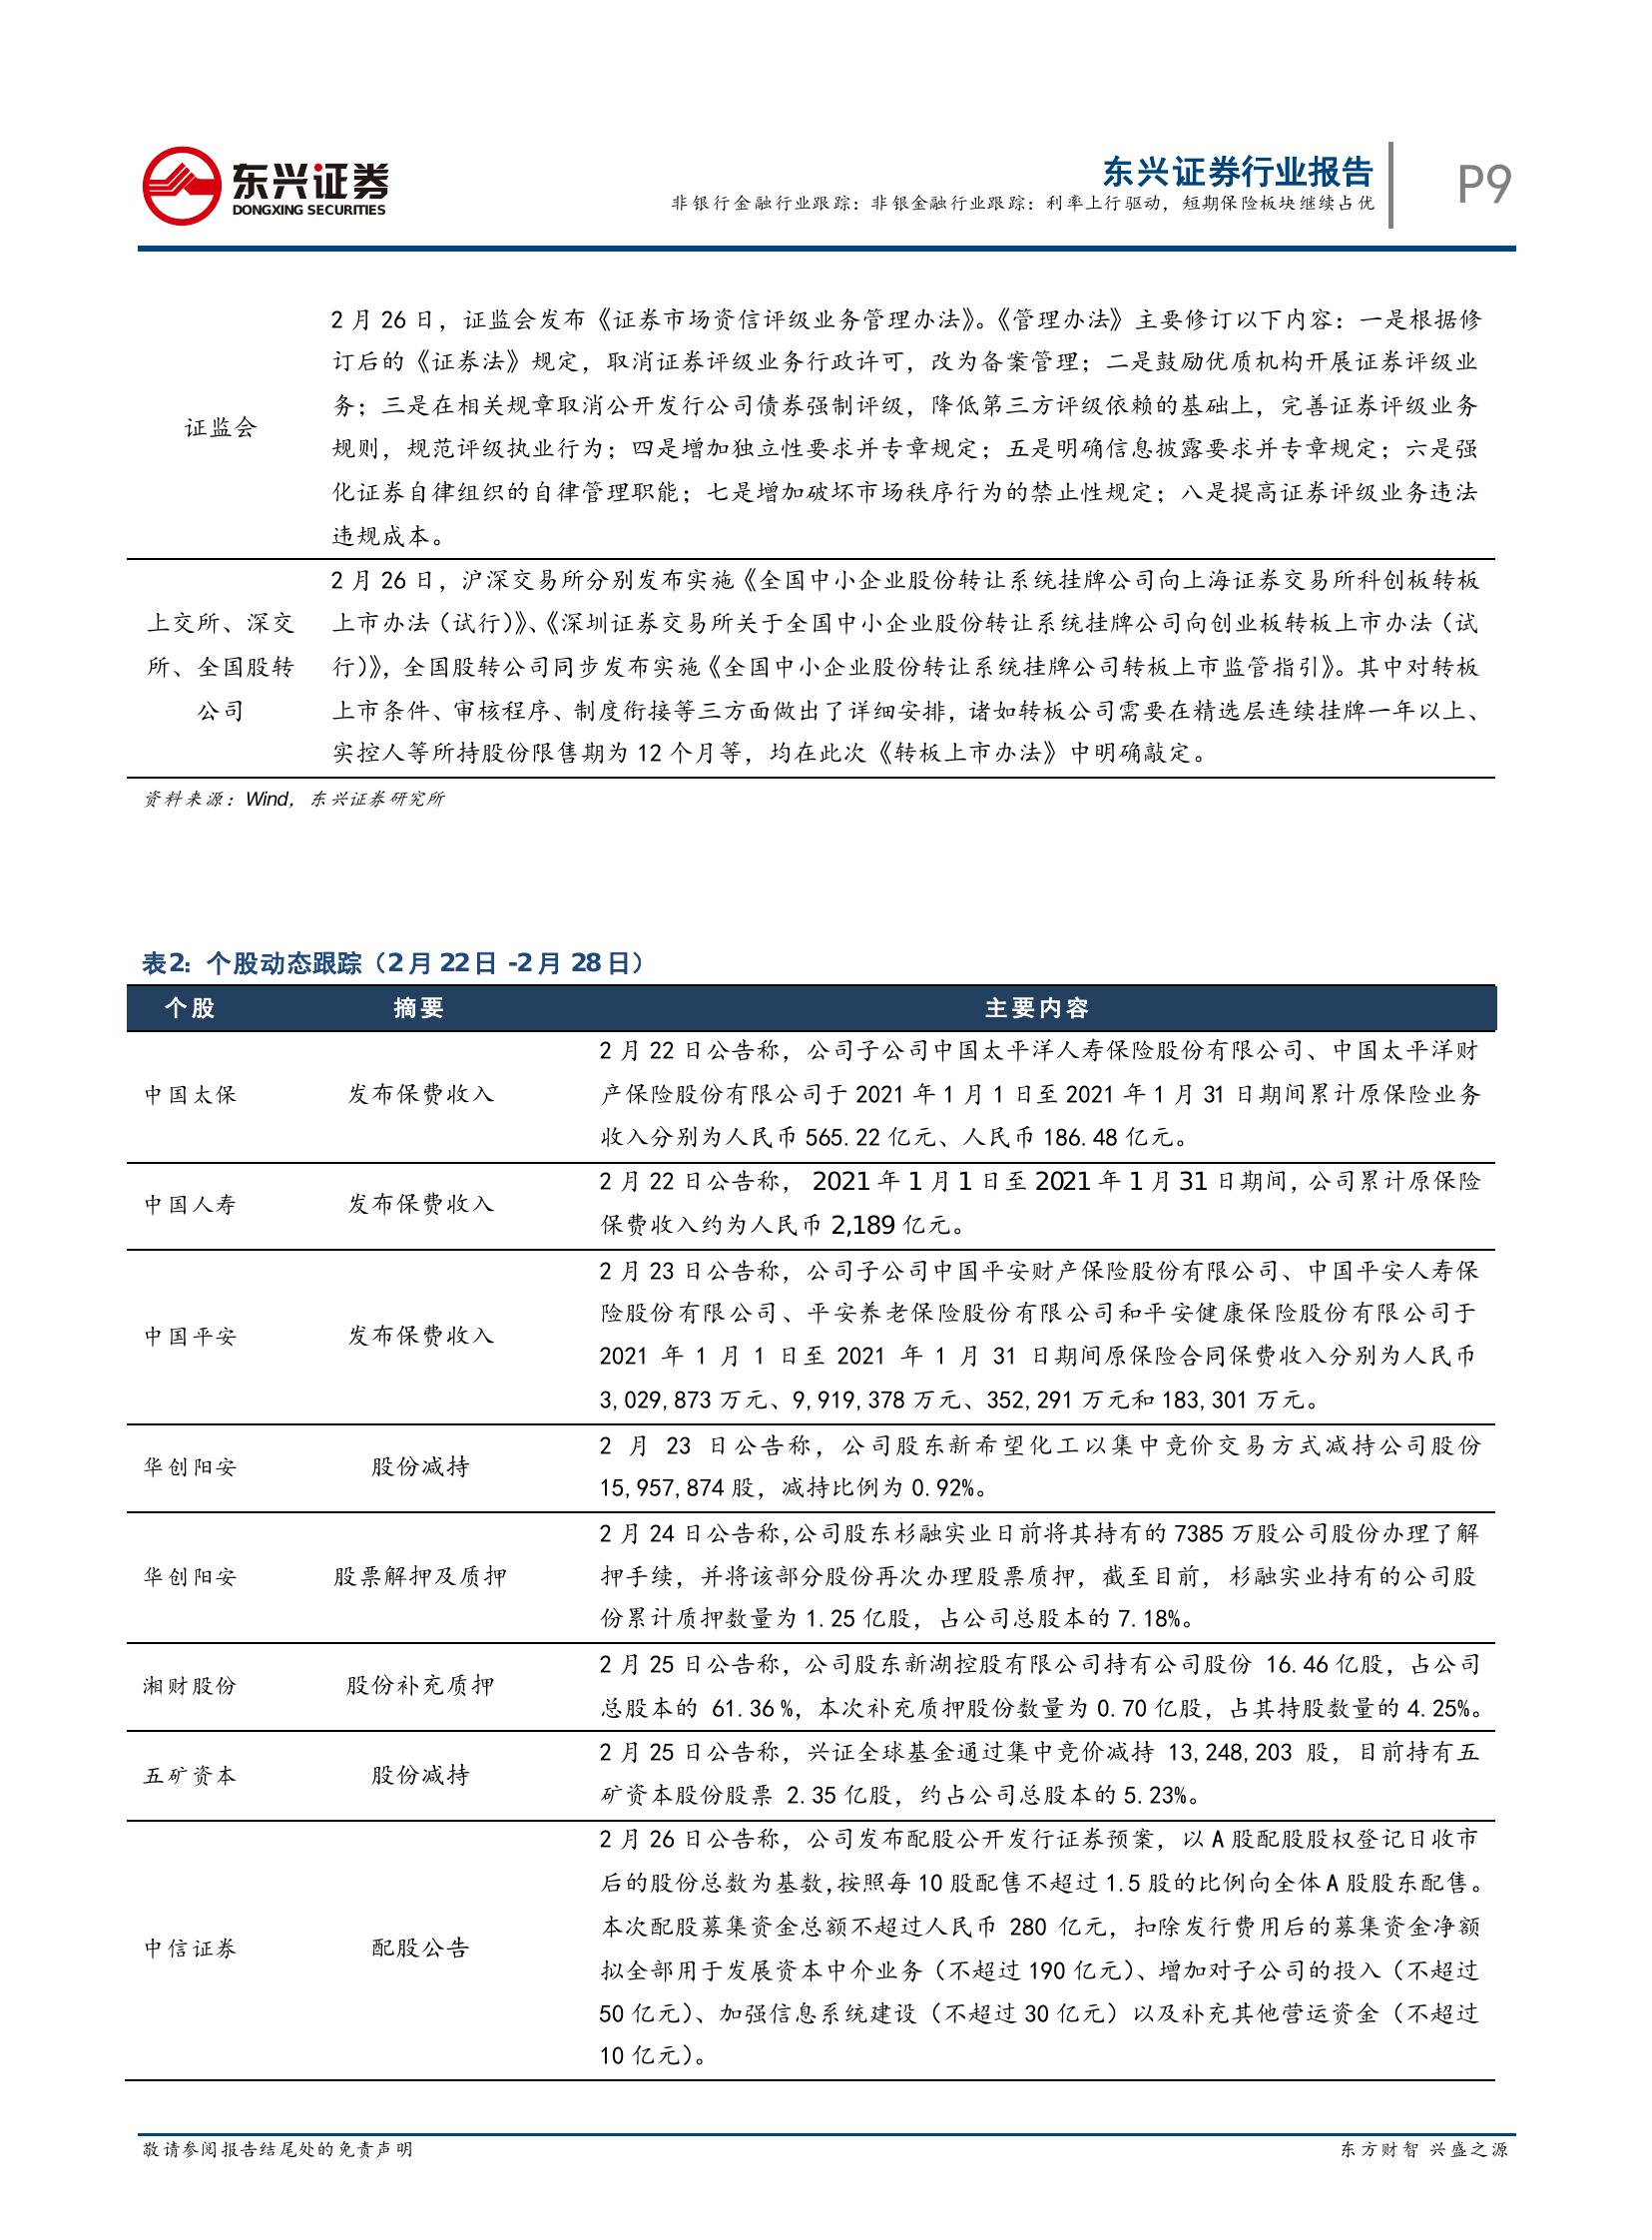 东兴证券
DONGXING SECURITIES
东兴证券行业报告
非银行金融行业跟踪：非银金融行业跟踪：利率上行驱动，短期保险板块继续占优
P9
2 月 26 日，证监会发布《证券市场资信评级业务管理办法》。《管理办法》主要修订以下内容：一是根据修
订后的《证券法》规定，取消证券评级业务行政许可，改为备案管理；二是鼓励优质机构开展证券评级业
务；三是在相关规章取消公开发行公司债券强制评级，降低第三方评级依赖的基础上，完善证券评级业务
证监会
规则，规范评级执业行为；四是增加独立性要求并专章规定；五是明确信息披露要求并专章规定；六是强
化证券自律组织的自律管理职能；七是增加破坏市场秩序行为的禁止性规定；八是提高证券评级业务违法
违规成本。
2 月 26 日，沪深交易所分别发布实施《全国中小企业股份转让系统挂牌公司向上海证券交易所科创板转板
上交所、深交
上市办法（试行）》、《深圳证券交易所关于全国中小企业股份转让系统挂牌公司向创业板转板上市办法（试
所、全国股转
行）》，全国股转公司同步发布实施《全国中小企业股份转让系统挂牌公司转板上市监管指引》。其中对转板
公司
上市条件、审核程序、制度衔接等三方面做出了详细安排，诸如转板公司需要在精选层连续挂牌一年以上、
实控人等所持股份限售期为 12 个月等，均在此次《转板上市办法》中明确敲定。
资料来源：Wind，东兴证券研究所
表2：个股动态跟踪（2 月 22 日 -2 月 28 日）
个股 摘要 主要内容
2 月 22 日公告称，公司子公司中国太平洋人寿保险股份有限公司、中国太平洋财
中国太保 发布保费收入 产保险股份有限公司于 2021 年 1 月 1 日至 2021 年 1 月 31 日期间累计原保险业务
收入分别为人民币 565.22 亿元、人民币 186.48 亿元。
2 月 22 日公告称， 2021 年 1 月 1 日至 2021 年 1 月 31 日期间，公司累计原保险
中国人寿 发布保费收入
保费收入约为人民币 2,189 亿元。
2 月 23 日公告称，公司子公司中国平安财产保险股份有限公司、中国平安人寿保
险股份有限公司、平安养老保险股份有限公司和平安健康保险股份有限公司于
中国平安 发布保费收入
2021 年 1 月 1 日至 2021 年 1 月 31 日期间原保险合同保费收入分别为人民币
3,029,873 万元、9,919,378 万元、352,291 万元和 183,301 万元。
2 月 23 日公告称，公司股东新希望化工以集中竞价交易方式减持公司股份
华创阳安 股份减持
15,957,874 股，减持比例为 0.92%。
2 月 24 日公告称,公司股东杉融实业日前将其持有的 7385 万股公司股份办理了解
华创阳安 股票解押及质押 押手续，并将该部分股份再次办理股票质押，截至目前，杉融实业持有的公司股
份累计质押数量为 1.25 亿股，占公司总股本的 7.18%。
2 月 25 日公告称，公司股东新湖控股有限公司持有公司股份 16.46 亿股，占公司
湘财股份 股份补充质押
总股本的 61.36%，本次补充质押股份数量为 0.70 亿股，占其持股数量的 4.25%。
2 月 25 日公告称，兴证全球基金通过集中竞价减持 13,248,203 股，目前持有五
五矿资本 股份减持
矿资本股份股票 2.35 亿股，约占公司总股本的 5.23%。
2 月 26 日公告称，公司发布配股公开发行证券预案，以 A 股配股股权登记日收市
后的股份总数为基数,按照每 10 股配售不超过 1.5 股的比例向全体 A 股股东配售。
本次配股募集资金总额不超过人民币 280 亿元，扣除发行费用后的募集资金净额
中信证券 配股公告
拟全部用于发展资本中介业务（不超过 190 亿元）、增加对子公司的投入（不超过
50 亿元）、加强信息系统建设（不超过 30 亿元）以及补充其他营运资金（不超过
10 亿元）。
敬请参阅报告结尾处的免责声明
东方财智 兴盛之源